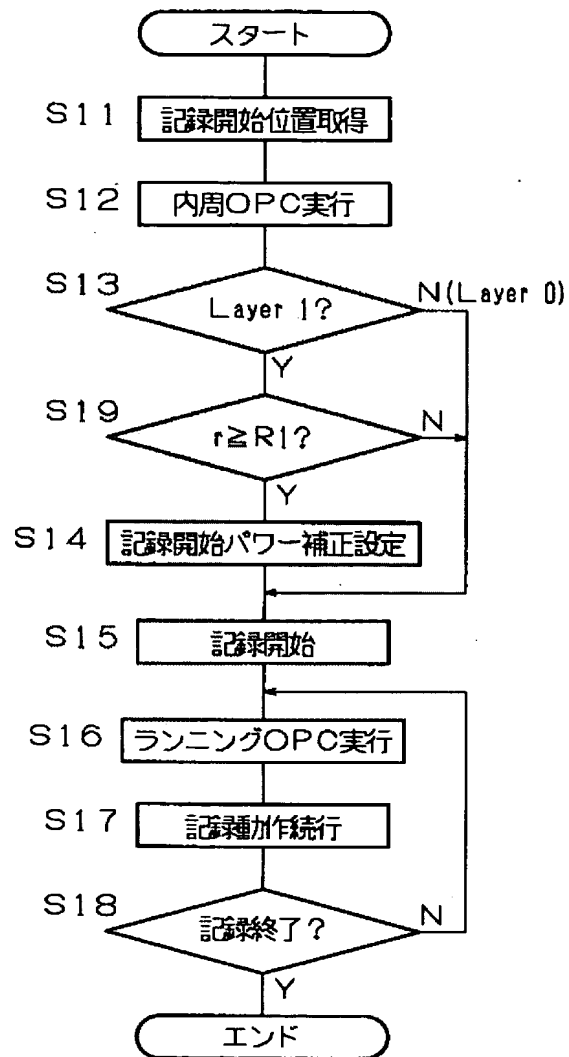 スタート
S11 記録開始位置取得
S12 内周OPC実行
S13 Layer 1? N(Layer 0)
Y
S19 r≧R1? N
Y
S14 記録開始パワー補正設定
S15 記録開始
S16 ランニングOPC実行
S17 記録動作続行
S18 記録終了? N
Y
エンド